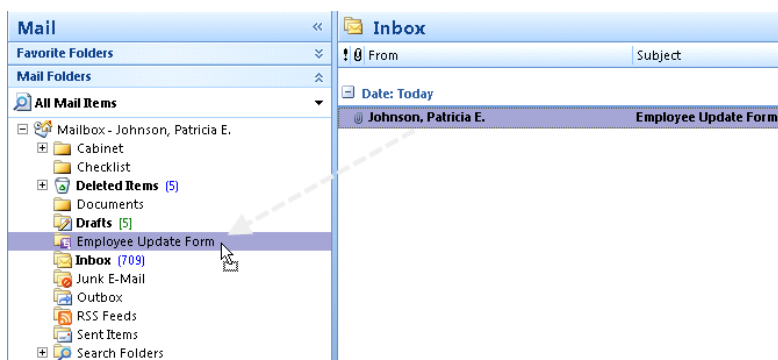 Mail
Favorite Folders
Mail Folders
All Mail Items
Mailbox - Johnson, Patricia E.
Cabinet
Checklist
Deleted Items (5)
Documents
Drafts [5]
Employee Update Form
Inbox (709)
Junk E-Mail
Outbox
RSS Feeds
Sent Items
Search Folders
Inbox
From Subject
Date: Today
Johnson, Patricia E. Employee Update Form